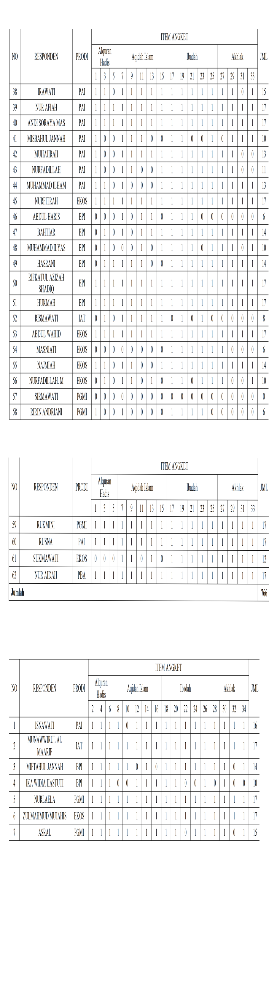 ITEM ANGKET
NO RESPONDEN PRODI Alquran Hadis Aqidah Islam Ibadah Akhlak JML
1 3 5 7 9 11 13 15 17 19 21 23 25 27 29 31 33
38 IRAWATI PAI 1 1 0 1 1 1 1 1 1 1 1 1 1 1 1 0 1 15
39 NUR AFIAH PAI 1 1 1 1 1 1 1 1 1 1 1 1 1 1 1 1 1 17
40 ANDI SORAYA MAS PAI 1 1 1 1 1 1 1 1 1 1 1 1 1 1 1 1 1 17
41 MISBAHUL JANNAH PAI 1 0 0 1 1 1 0 0 1 1 0 0 1 0 1 1 1 10
42 MUHAJIRAH PAI 1 0 0 1 1 1 1 1 1 1 1 1 1 1 1 0 0 13
43 NURFADILLAH PAI 1 0 0 1 1 0 0 1 1 1 1 1 1 1 1 0 0 11
44 MUHAMMAD ILHAM PAI 1 1 0 1 0 0 0 1 1 1 1 1 1 1 1 1 1 13
45 NURFITRAH EKOS 1 1 1 1 1 1 1 1 1 1 1 1 1 1 1 1 1 17
46 ABDUL HARIS BPI 0 0 0 1 0 1 1 0 1 1 1 0 0 0 0 0 0 6
47 BAHTIAR BPI 0 1 0 1 0 1 1 1 1 1 1 1 1 1 1 1 1 14
48 MUHAMMAD ILYAS BPI 0 1 0 0 0 1 0 1 1 1 1 0 1 1 1 0 1 10
49 HASRANI BPI 0 1 1 1 1 1 0 0 1 1 1 1 1 1 1 1 1 14
50 RIFKATUL AZIZAH SHADIQ BPI 1 1 1 1 1 1 1 1 1 1 1 1 1 1 1 1 1 17
51 HUKMAH BPI 1 1 1 1 1 1 1 1 1 1 1 1 1 1 1 1 1 17
52 RISMAWATI IAT 0 1 0 1 1 1 1 1 0 1 0 1 0 0 0 0 0 8
53 ABDUL WAHID EKOS 1 1 1 1 1 1 1 1 1 1 1 1 1 1 1 1 1 17
54 MASNIATI EKOS 0 0 0 0 0 0 0 0 1 1 1 1 1 1 0 0 0 6
55 NAJMIAH EKOS 1 1 0 1 1 0 0 1 1 1 1 1 1 1 1 1 1 14
56 NURFADILLAH. M EKOS 0 1 0 1 1 0 1 0 1 1 0 1 1 1 0 0 1 10
57 SIRMAWATI PGMI 0 0 0 0 0 0 0 0 0 0 0 0 0 0 0 0 0 0
58 RIRIN ANDRIANI PGMI 1 0 0 1 0 0 0 0 1 1 1 1 0 0 0 0 0 6
ITEM ANGKET
NO RESPONDEN PRODI Alquran Hadis Aqidah Islam Ibadah Akhlak JML
1 3 5 7 9 11 13 15 17 19 21 23 25 27 29 31 33
59 RUKMINI PGMI 1 1 1 1 1 1 1 1 1 1 1 1 1 1 1 1 1 17
60 RUSNA PAI 1 1 1 1 1 1 1 1 1 1 1 1 1 1 1 1 1 17
61 SUKMAWATI EKOS 0 0 0 1 1 0 1 0 1 1 1 1 1 1 1 1 1 12
62 NUR AIDAH PBA 1 1 1 1 1 1 1 1 1 1 1 1 1 1 1 1 1 17
Jumlah 766
ITEM ANGKET
NO RESPONDEN PRODI Alquran Hadis Aqidah Islam Ibadah Akhlak JML
2 4 6 8 10 12 14 16 18 20 22 24 26 28 30 32 34
1 ISNAWATI PAI 1 1 1 1 0 1 1 1 1 1 1 1 1 1 1 1 1 16
2 MUNAWWIRUL AL MAARIF IAT 1 1 1 1 1 1 1 1 1 1 1 1 1 1 1 1 1 17
3 MIFTAHUL JANNAH BPI 1 1 1 1 1 0 1 0 1 1 1 1 1 1 1 0 1 14
4 IKA WIDIA HASTUTI BPI 1 1 1 0 0 1 1 1 1 1 0 0 1 0 1 0 0 10
5 NURLAELA PGMI 1 1 1 1 1 1 1 1 1 1 1 1 1 1 1 1 1 17
6 ZULMAHMUD MUJAHIS EKOS 1 1 1 1 1 1 1 1 1 1 1 1 1 1 1 1 1 17
7 ASRAL PGMI 1 1 1 1 1 1 1 1 1 1 0 1 1 1 1 0 1 15